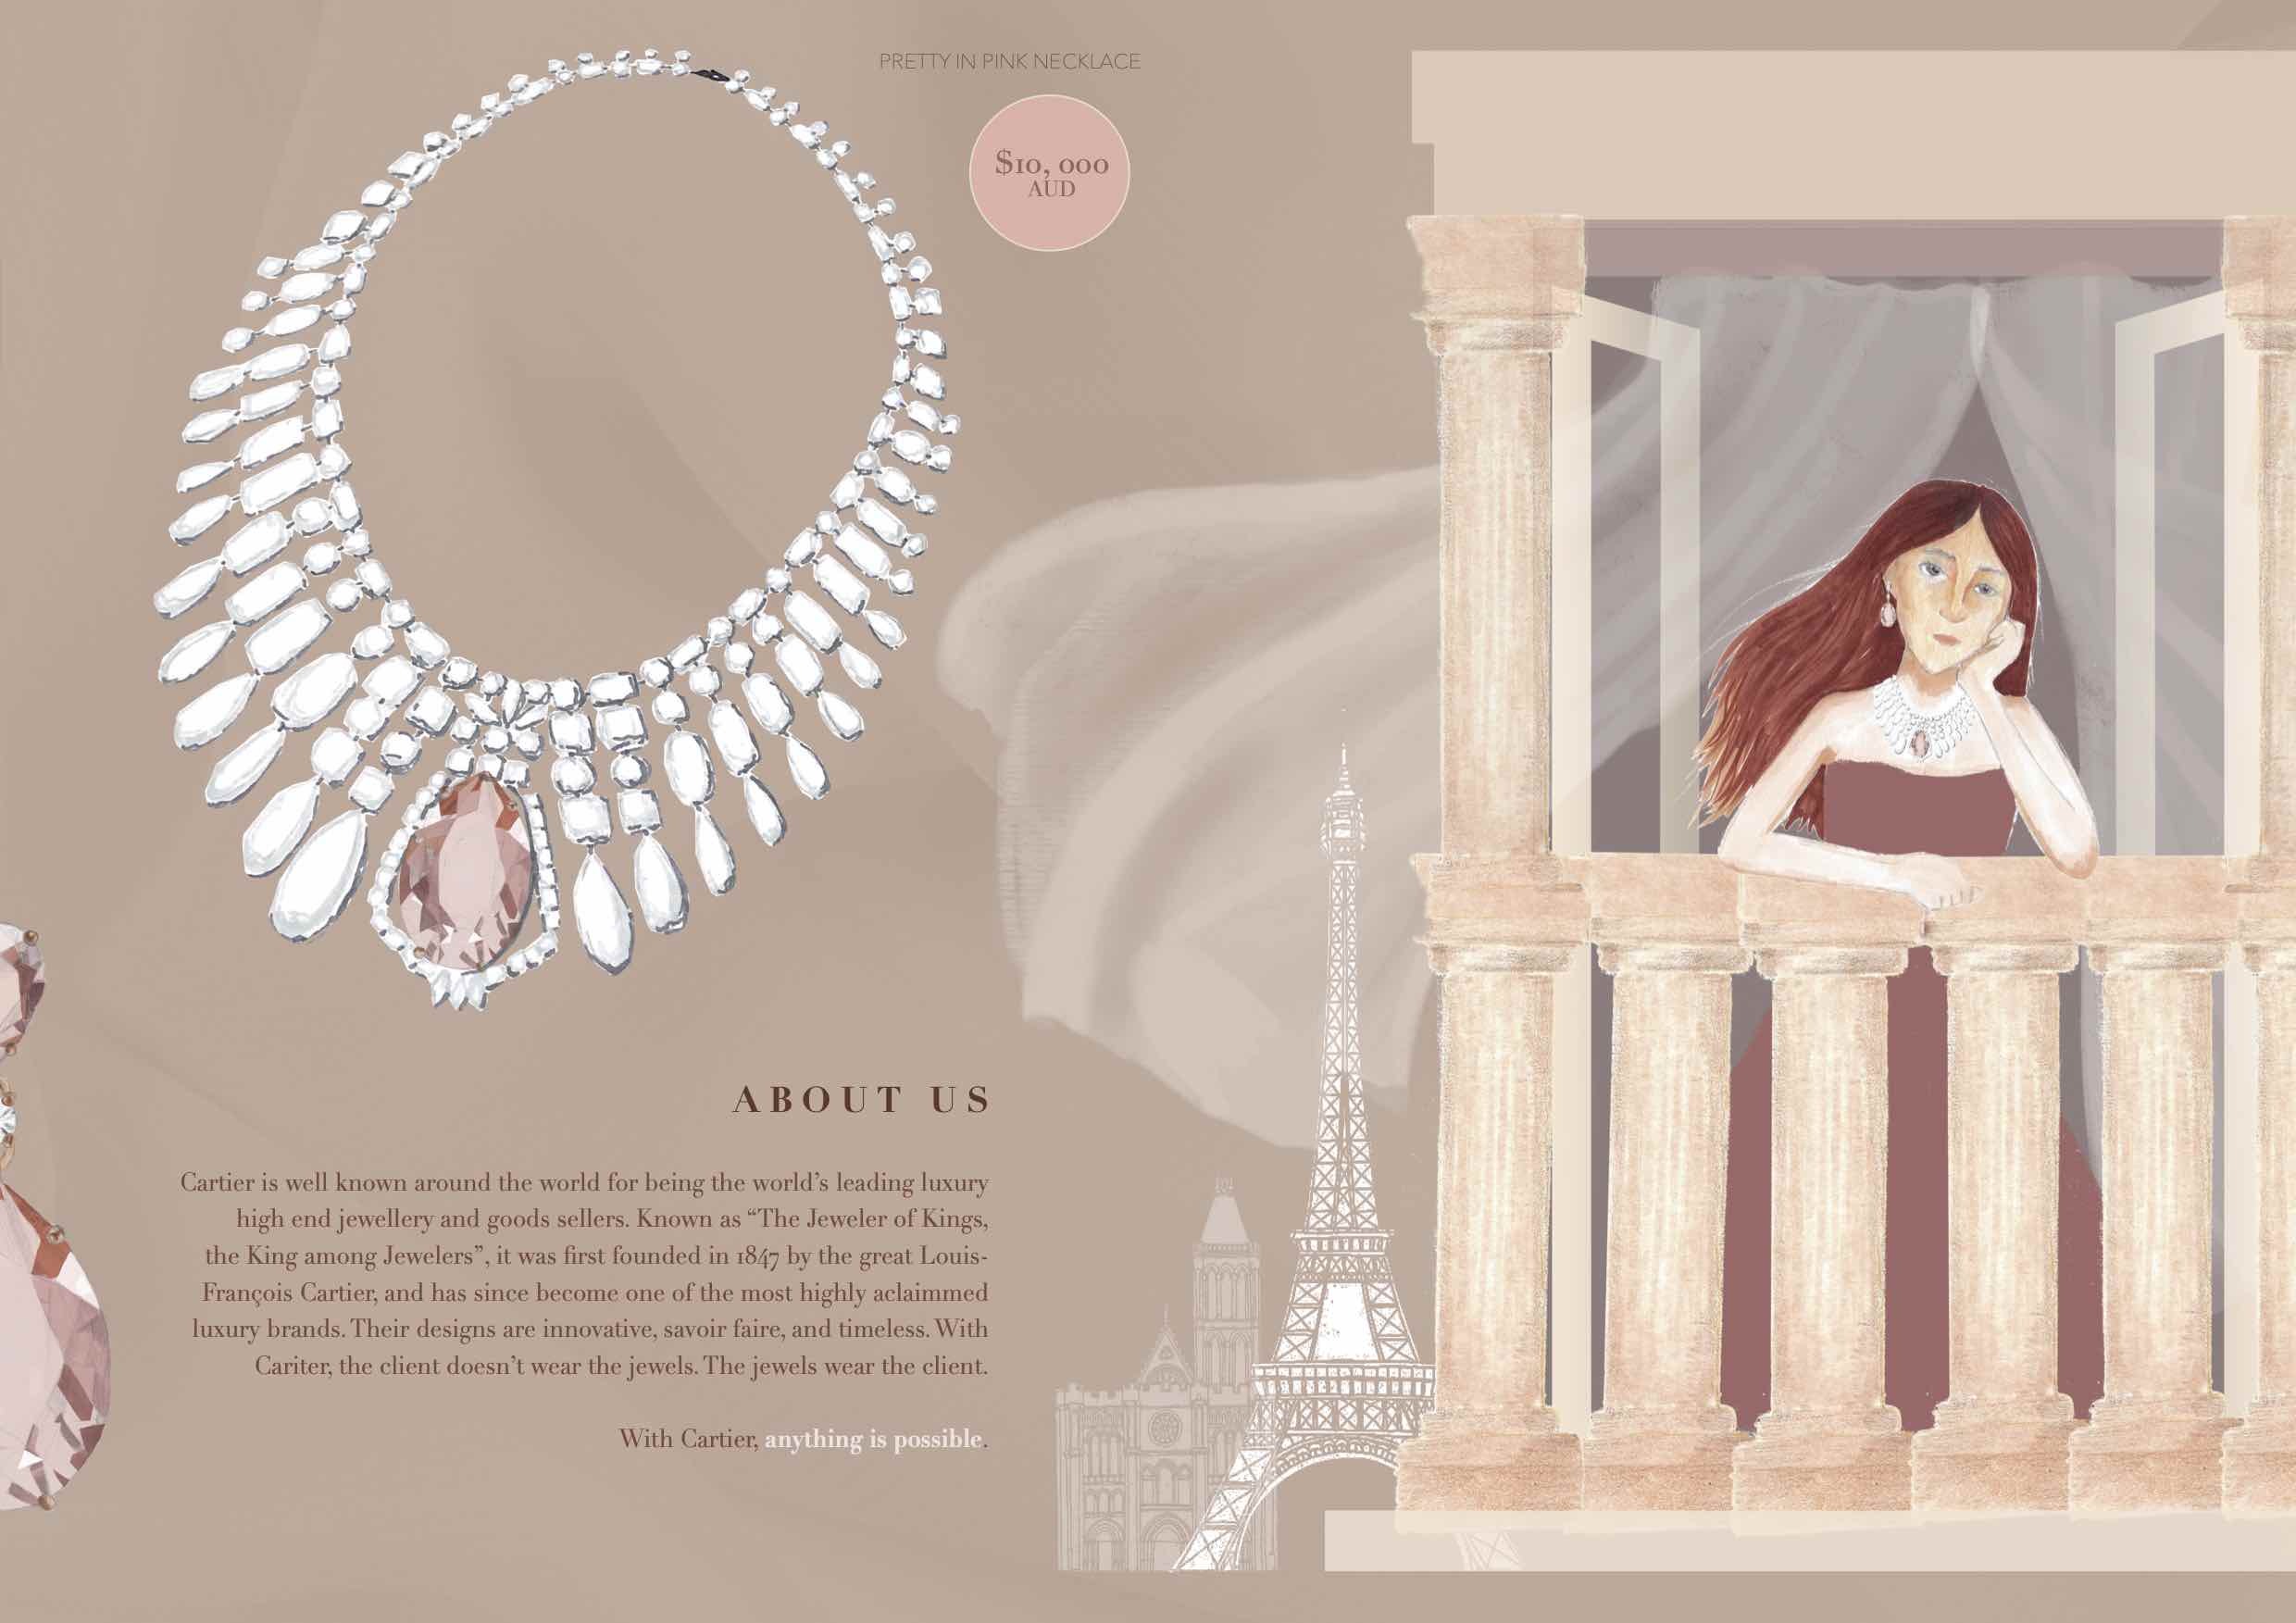 PRETTY IN PINK NECKLACE
$10, 000
AUD
ABOUT US
Cartier is well known around the world for being the world’s leading luxury
high end jewellery and goods sellers. Known as “The Jeweler of Kings,
the King among Jewelers”, it was first founded in 1847 by the great Louis-
François Cartier, and has since become one of the most highly aclaimmed
luxury brands. Their designs are innovative, savoir faire, and timeless. With
Cariter, the client doesn’t wear the jewels. The jewels wear the client.
With Cartier, anything is possible.